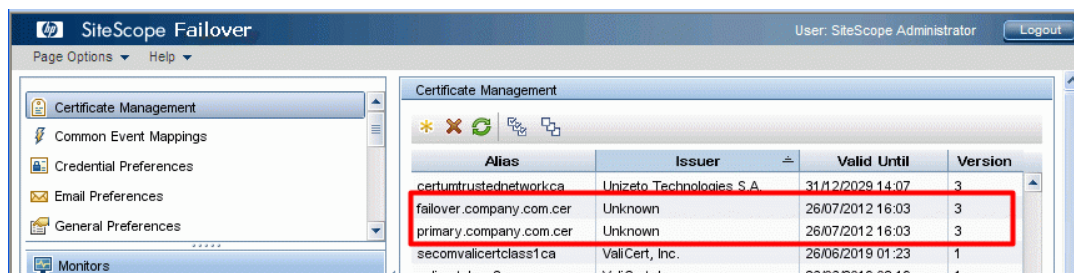 hp SiteScope Failover User: SiteScope Administrator Logout
Page Options Help
Certificate Management
Common Event Mappings
Credential Preferences
Email Preferences
General Preferences
Monitors
Certificate Management
Alias Issuer Valid Until Version
certumtrustednetworkca Unizeto Technologies S.A. 31/12/2029 14:07 3
failover.company.com.cer Unknown 26/07/2012 16:03 3
primary.company.com.cer Unknown 26/07/2012 16:03 3
secomvalicertclass1ca ValiCert, Inc. 26/06/2019 01:23 1